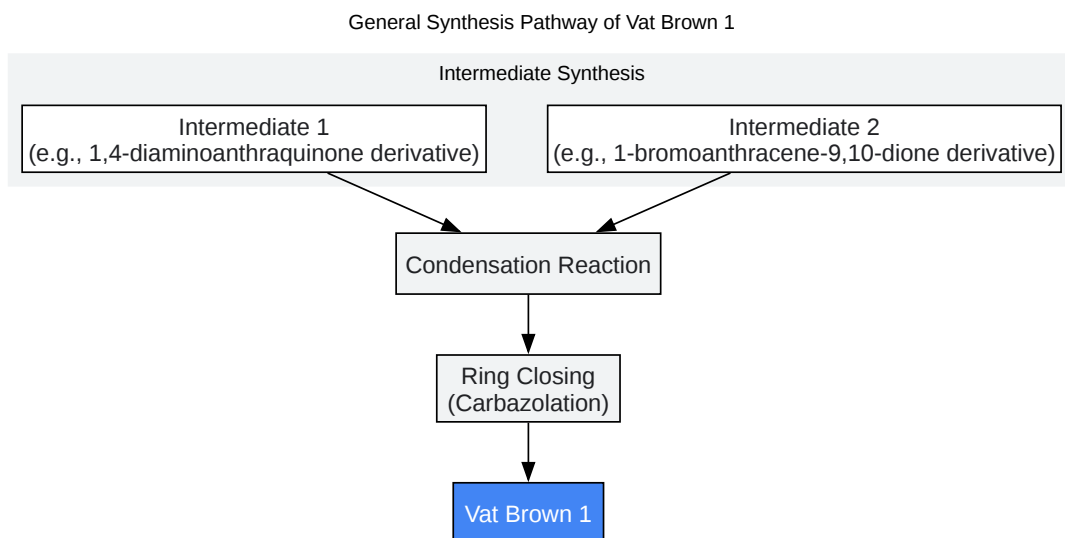 General Synthesis Pathway of Vat Brown 1
Intermediate Synthesis
Intermediate 1
(e.g., 1,4-diaminoanthraquinone derivative)
Intermediate 2
(e.g., 1-bromoanthracene-9,10-dione derivative)
Condensation Reaction
Ring Closing
(Carbazolation)
Vat Brown 1